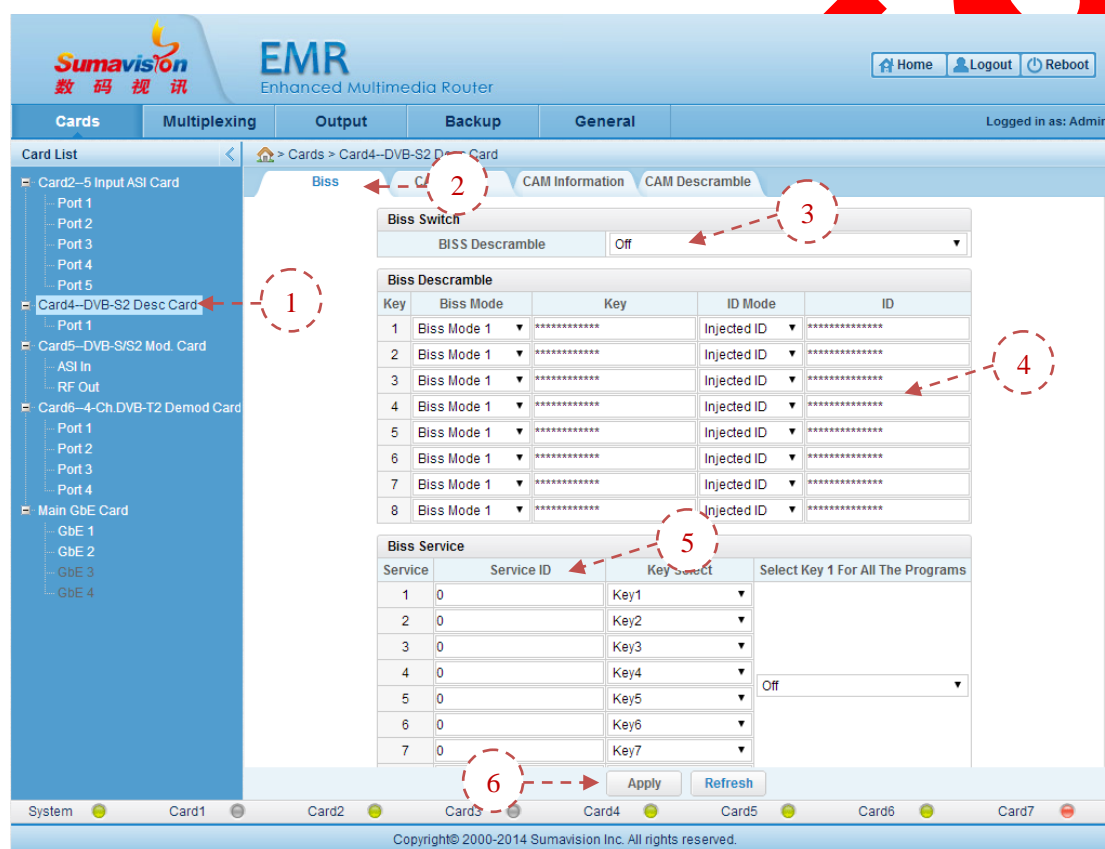 Sumavision
数码视讯
EMR
Enhanced Multimedia Router
Home Logout Reboot
Cards Multiplexing Output Backup General Logged in as: Admin
Card List
> Cards > Card4--DVB-S2 Desc Card
Biss CAM Information CAM Descramble
2
Card2--5 Input ASI Card
Port 1
Port 2
Port 3
Port 4
Port 5
Card4--DVB-S2 Desc Card
1
Port 1
Card5--DVB-S/S2 Mod. Card
ASI In
RF Out
Card6--4-Ch.DVB-T2 Demod Card
Port 1
Port 2
Port 3
Port 4
Main GbE Card
GbE 1
GbE 2
GbE 3
GbE 4
Biss Switch
3
BISS Descramble Off
Biss Descramble
Key Biss Mode Key ID Mode ID
1 Biss Mode 1 ************ Injected ID **************
2 Biss Mode 1 ************ Injected ID **************
3 Biss Mode 1 ************ Injected ID **************
4
4 Biss Mode 1 ************ Injected ID **************
5 Biss Mode 1 ************ Injected ID **************
6 Biss Mode 1 ************ Injected ID **************
7 Biss Mode 1 ************ Injected ID **************
8 Biss Mode 1 ************ Injected ID **************
Biss Service
5
Service Service ID Key Select Select Key 1 For All The Programs
1 0 Key1
2 0 Key2
3 0 Key3
4 0 Key4
Off
5 0 Key5
6 0 Key6
7 0 Key7
6
Apply Refresh
System Card1 Card2 Card3 Card4 Card5 Card6 Card7
Copyright© 2000-2014 Sumavision Inc. All rights reserved.